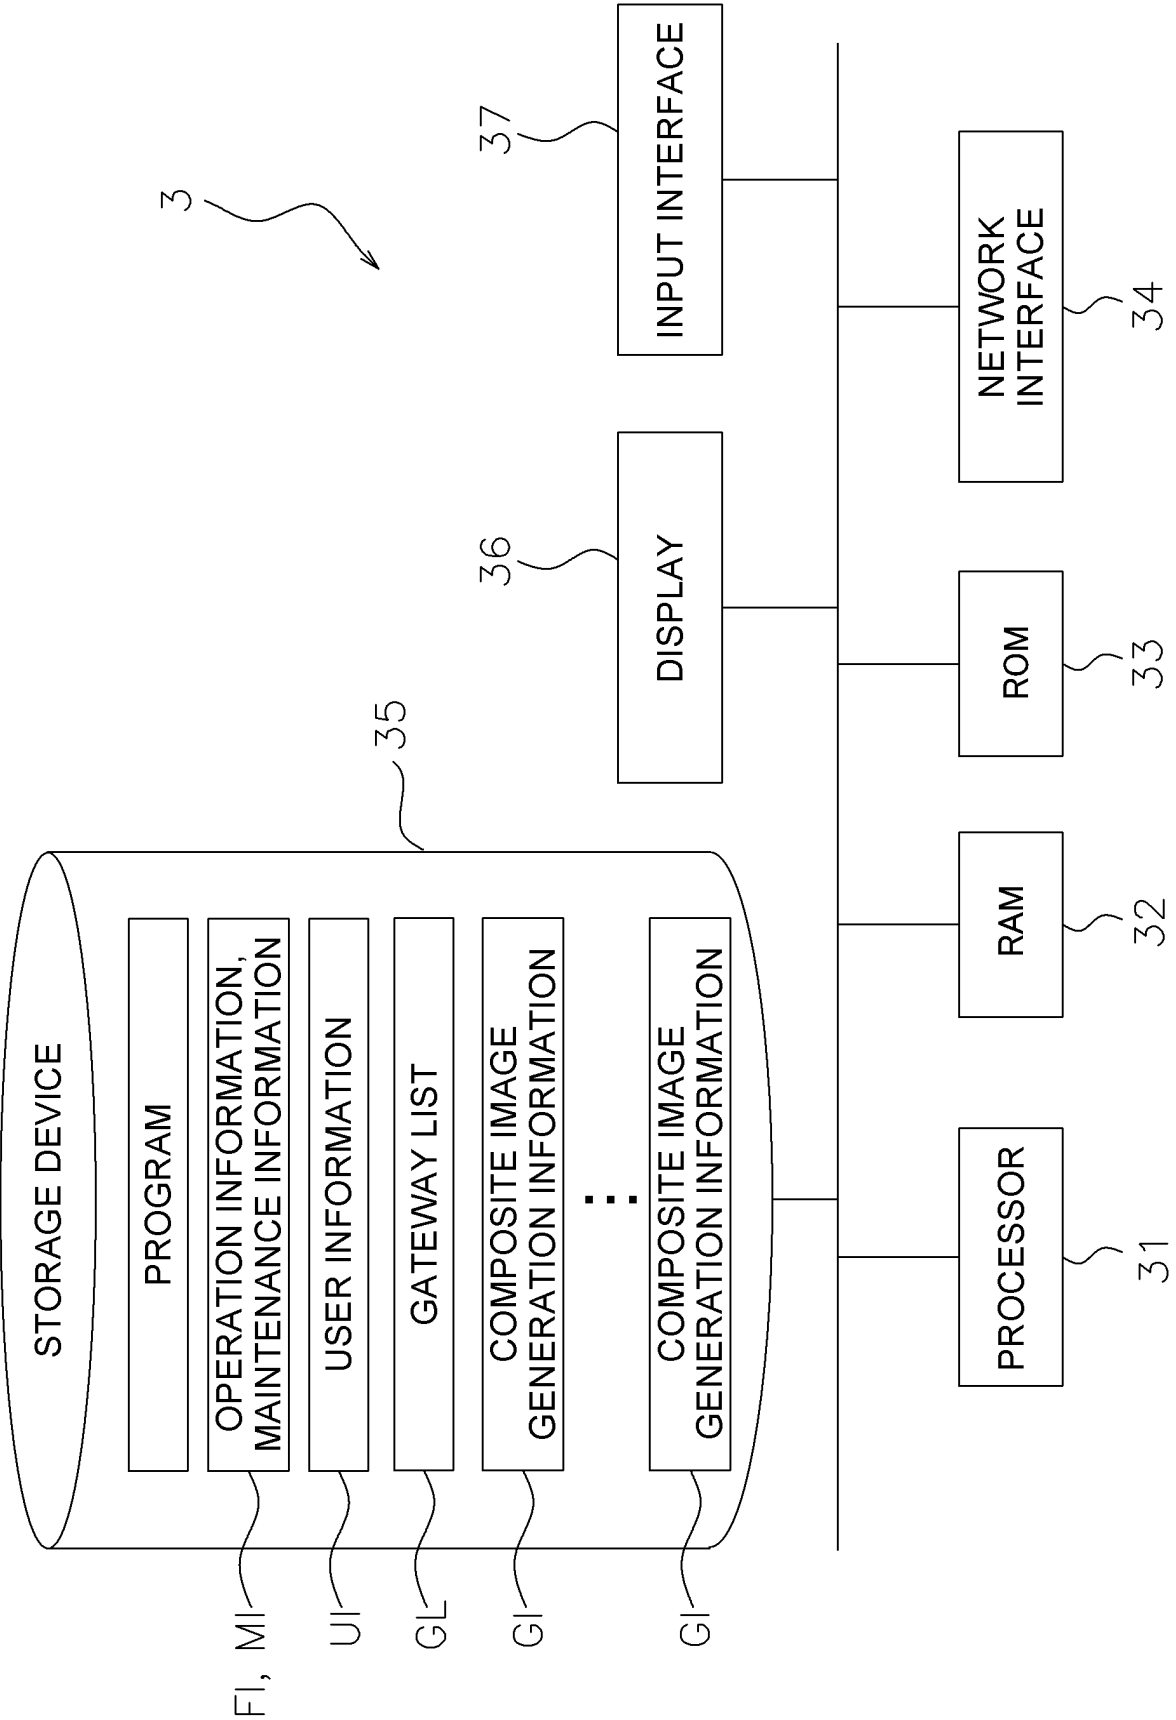 3
STORAGE DEVICE
35
PROGRAM
FI, MI
OPERATION INFORMATION,
MAINTENANCE INFORMATION
UI
USER INFORMATION
GL
GATEWAY LIST
GI
COMPOSITE IMAGE
GENERATION INFORMATION
GI
COMPOSITE IMAGE
GENERATION INFORMATION
36
DISPLAY
37
INPUT INTERFACE
PROCESSOR
31
RAM
32
ROM
33
NETWORK
INTERFACE
34